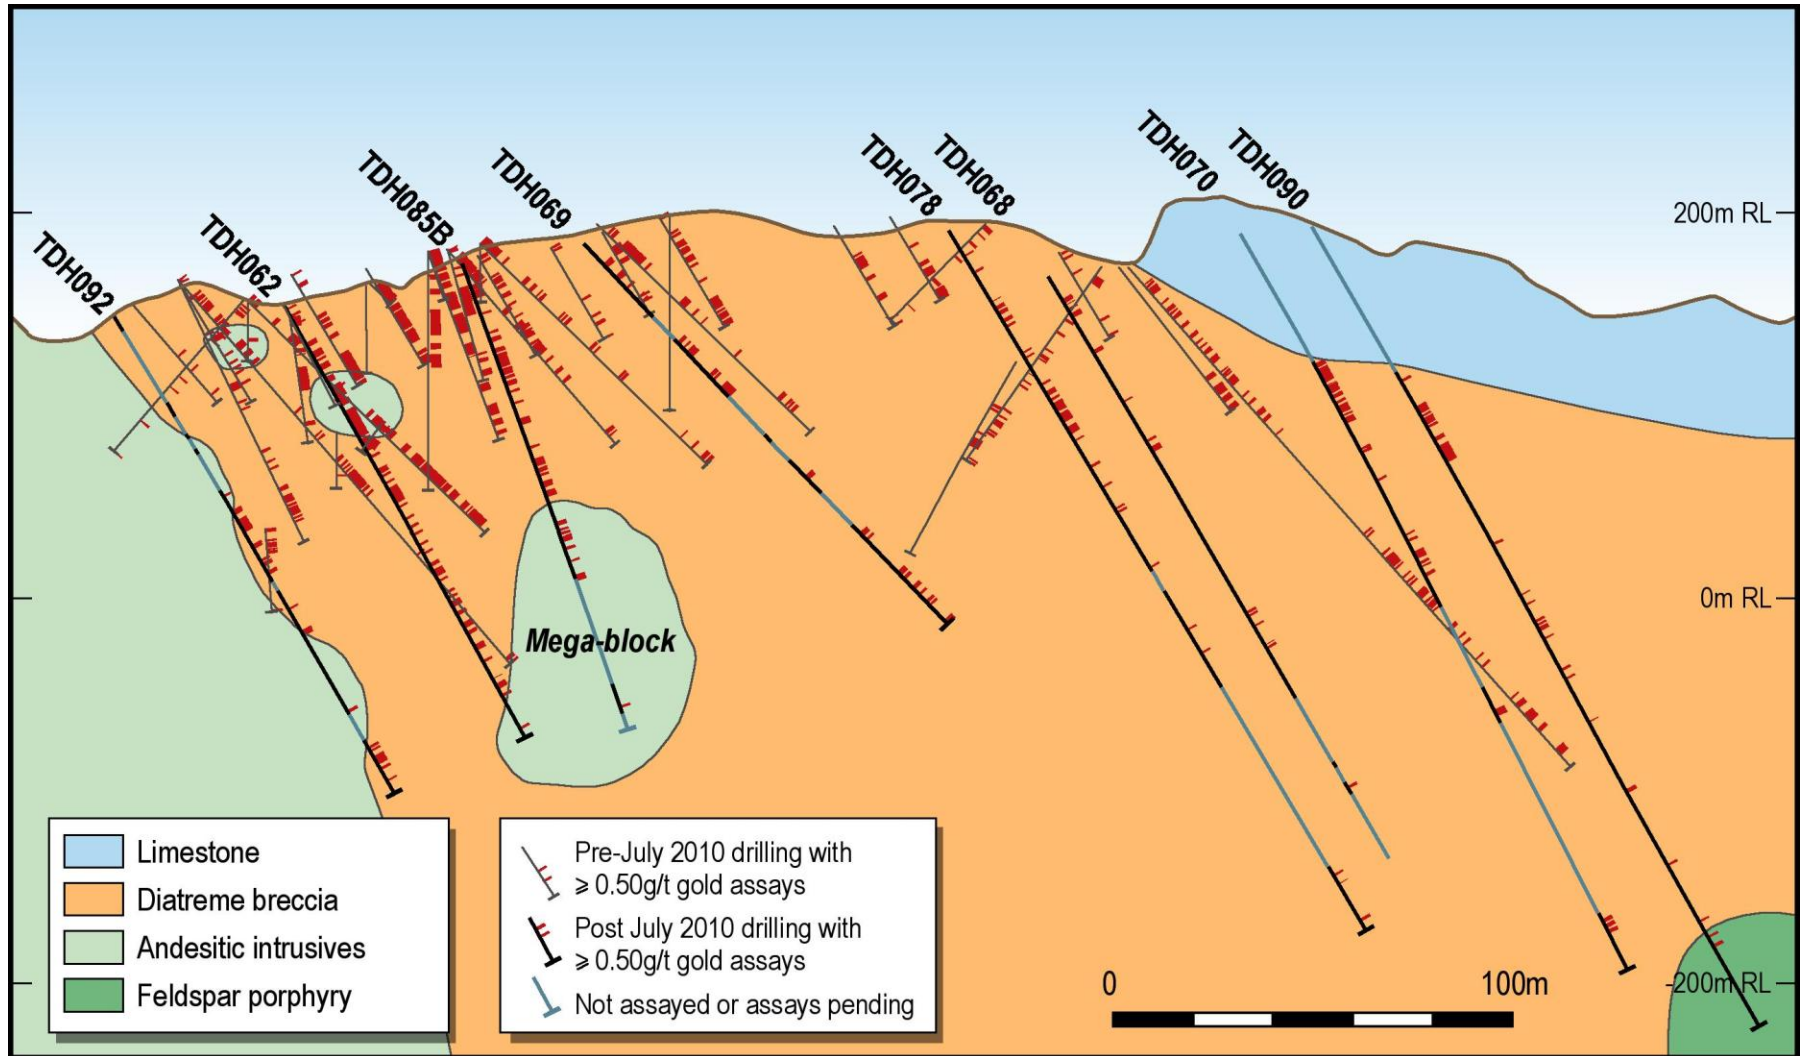 TDH092
TDH062
TDH085B
TDH069
TDH078
TDH068
TDH070
TDH090
200m RL
0m RL
-200m RL
Mega-block
Limestone
Diatreme breccia
Andesitic intrusives
Feldspar porphyry
Pre-July 2010 drilling with
⩾ 0.50g/t gold assays
Post July 2010 drilling with
⩾ 0.50g/t gold assays
Not assayed or assays pending
0 100m